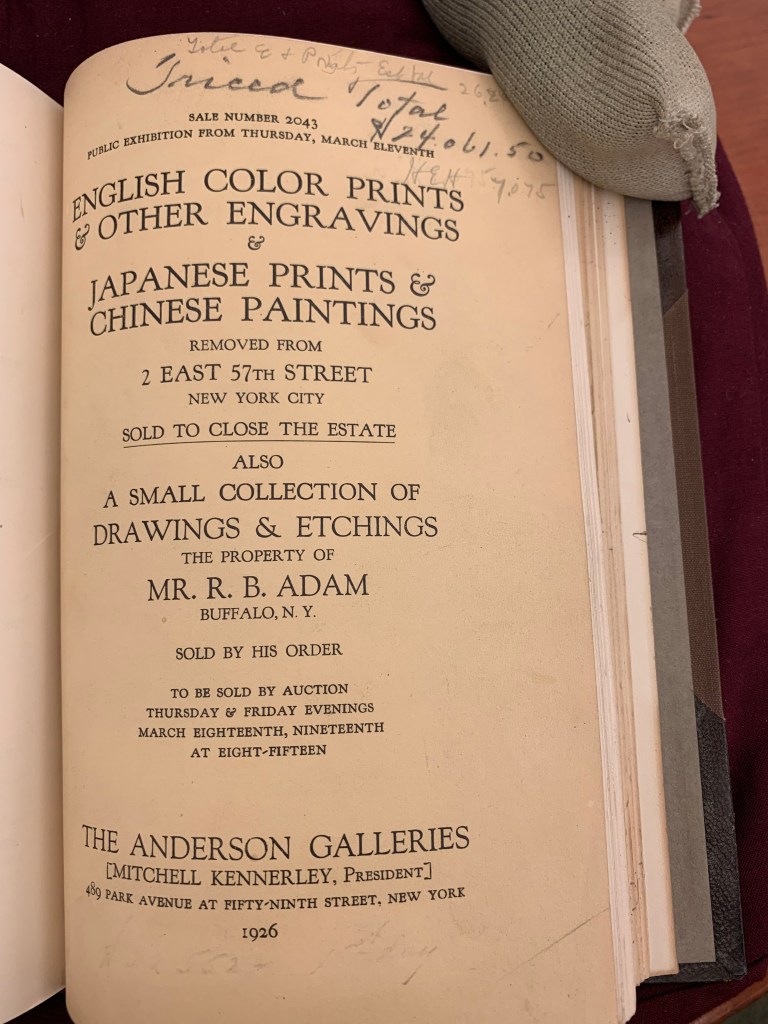 Priced Total
$24,061.50
SALE NUMBER 2043
PUBLIC EXHIBITION FROM THURSDAY, MARCH ELEVENTH
ENGLISH COLOR PRINTS
& OTHER ENGRAVINGS
&
JAPANESE PRINTS &
CHINESE PAINTINGS
REMOVED FROM
2 EAST 57TH STREET
NEW YORK CITY
SOLD TO CLOSE THE ESTATE
ALSO
A SMALL COLLECTION OF
DRAWINGS & ETCHINGS
THE PROPERTY OF
MR. R. B. ADAM
BUFFALO, N. Y.
SOLD BY HIS ORDER
TO BE SOLD BY AUCTION
THURSDAY & FRIDAY EVENINGS
MARCH EIGHTEENTH, NINETEENTH
AT EIGHT-FIFTEEN
THE ANDERSON GALLERIES
[MITCHELL KENNERLEY, PRESIDENT]
489 PARK AVENUE AT FIFTY-NINTH STREET, NEW YORK
1926